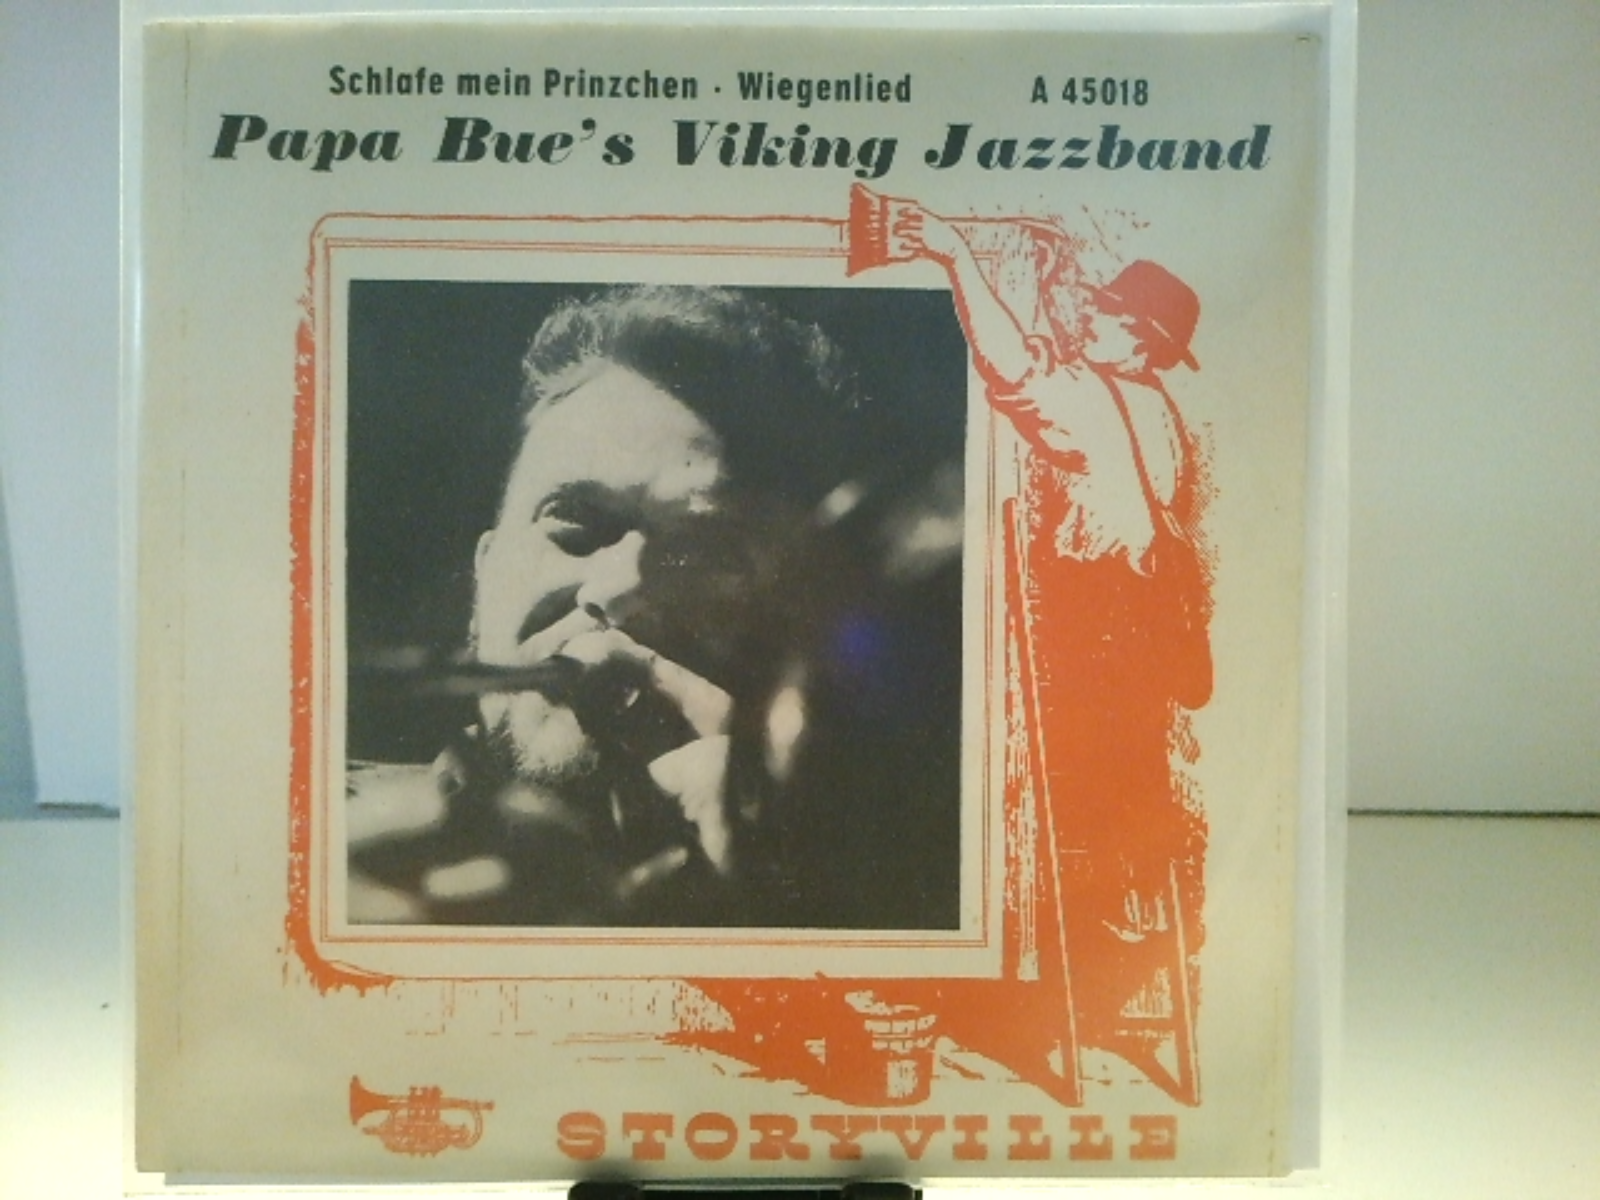 Schlafe mein Prinzchen · Wiegenlied A 45018
Papa Bue's Viking Jazzband
STORYVILLE